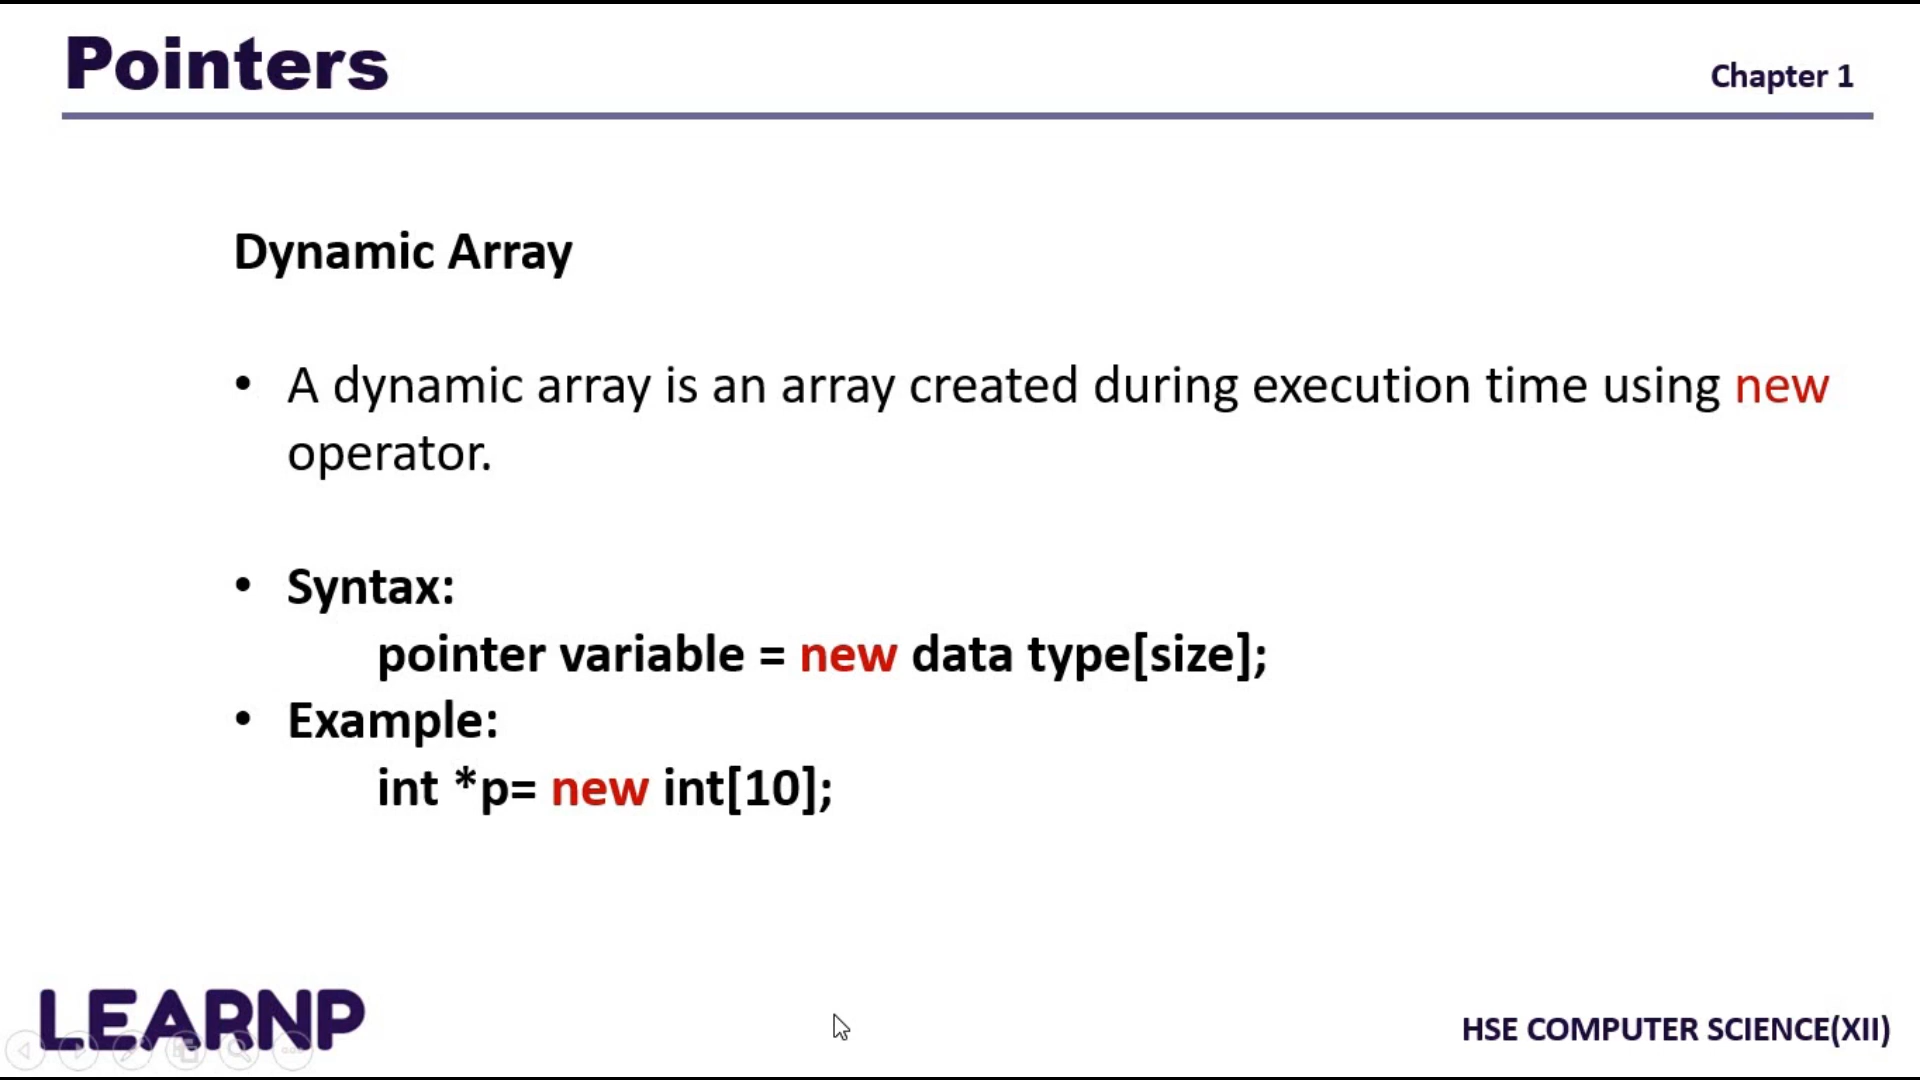 Pointers
Chapter 1
Dynamic Array
• A dynamic array is an array created during execution time using new
operator.
• Syntax:
pointer variable = new data type[size];
• Example:
int *p= new int[10];
LEARNP
HSE COMPUTER SCIENCE(XII)